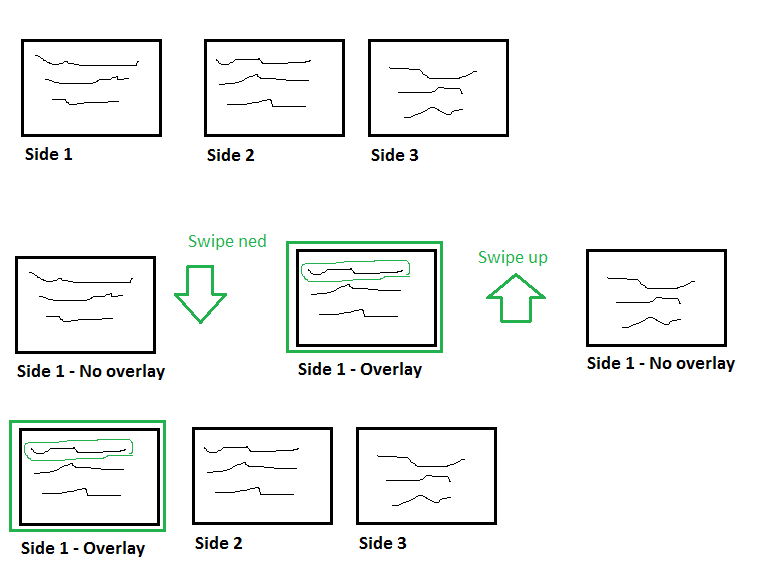 Side 1
Side 2
Side 3
Swipe ned
Swipe up
Side 1 - No overlay
Side 1 - Overlay
Side 1 - No overlay
Side 1 - Overlay
Side 2
Side 3